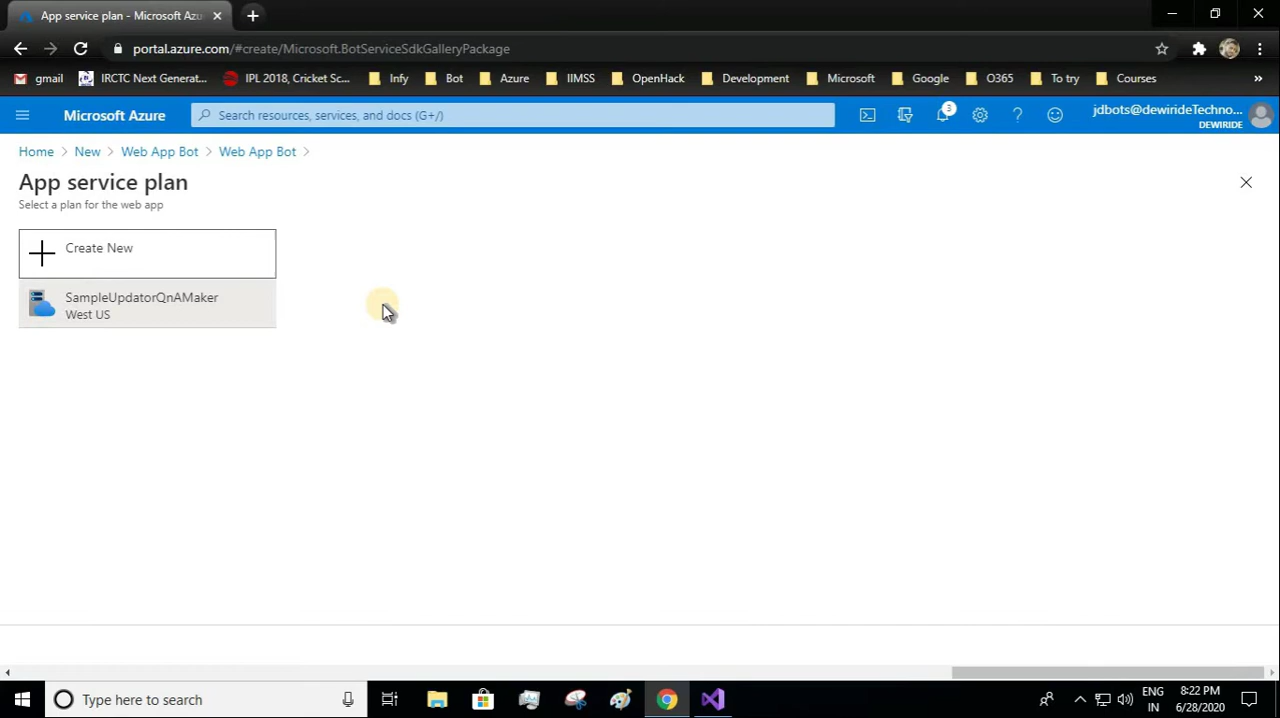 App service plan - Microsoft Azu
portal.azure.com/#create/Microsoft.BotServiceSdkGalleryPackage
gmail IRCTC Next Generat... IPL 2018, Cricket Sc... Infy Bot Azure IIMSS OpenHack Development Microsoft Google O365 To try Courses »
Microsoft Azure Search resources, services, and docs (G+/) 3 jdbots@dewirideTechno...
DEWIRIDE
Home > New > Web App Bot > Web App Bot >
App service plan
Select a plan for the web app
Create New
SampleUpdatorQnAMaker
West US
Type here to search
ENG
IN
8:22 PM
6/28/2020